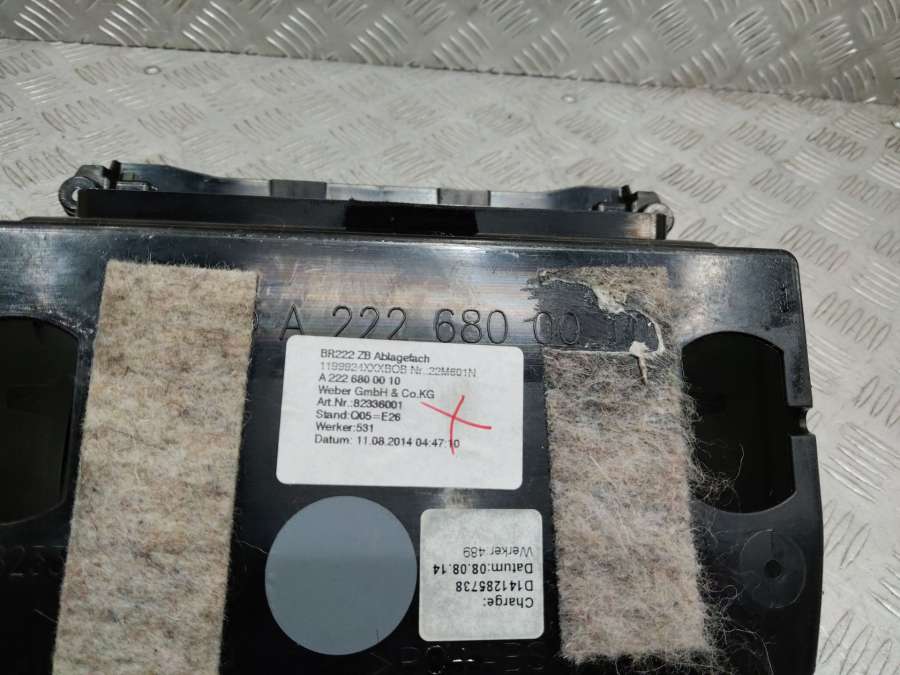 A 222 680 00
BR222 ZB Ablagefach
1199924XXXBOB Nr.:22M601N
A 222 680 00 10
Weber GmbH & Co.KG
Art.Nr.:82336001
Stand:Q05=E26
Werker:531
Datum: 11.08.2014 04:47:10
Charge:
D141285738
Datum:08.08.14
Werker:489